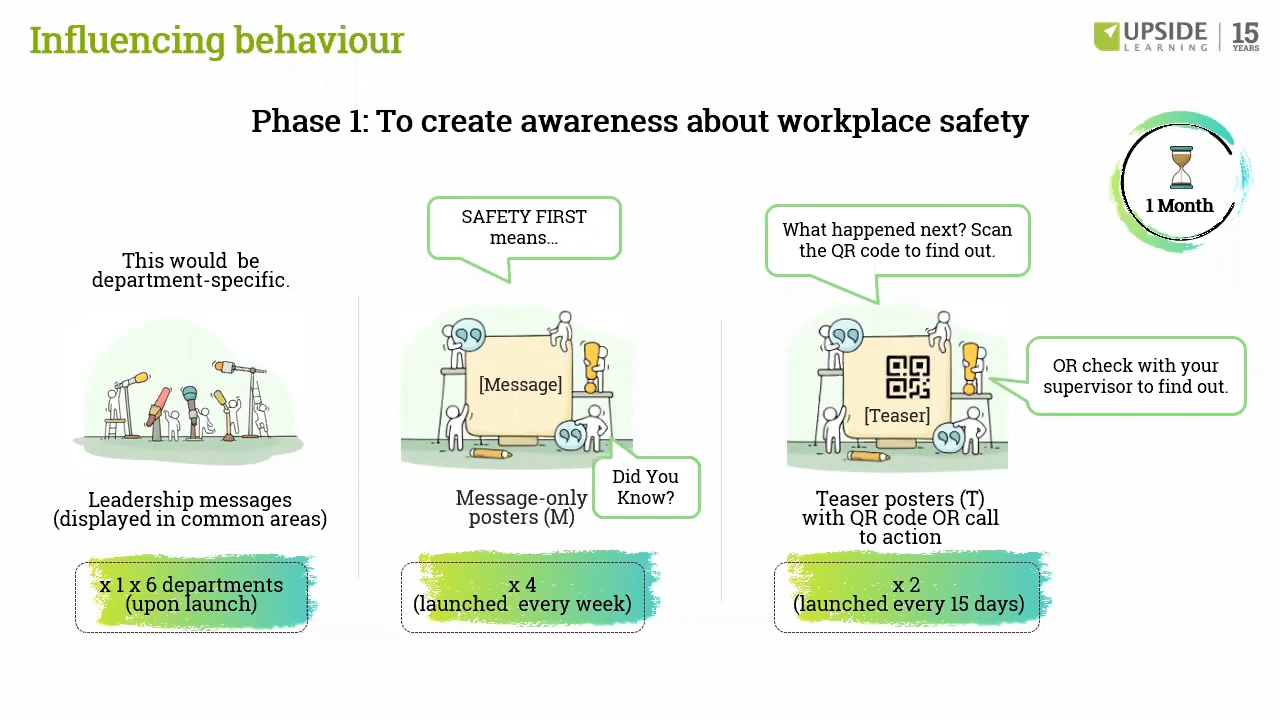 Influencing behaviour
UPSIDE
LEARNING
15
YEARS
Phase 1: To create awareness about workplace safety
1 Month
This would be
department-specific.
Leadership messages
(displayed in common areas)
x 1 x 6 departments
(upon launch)
SAFETY FIRST
means…
[Message]
Did You
Know?
Message-only
posters (M)
x 4
(launched every week)
What happened next? Scan
the QR code to find out.
[Teaser]
OR check with your
supervisor to find out.
Teaser posters (T)
with QR code OR call
to action
x 2
(launched every 15 days)